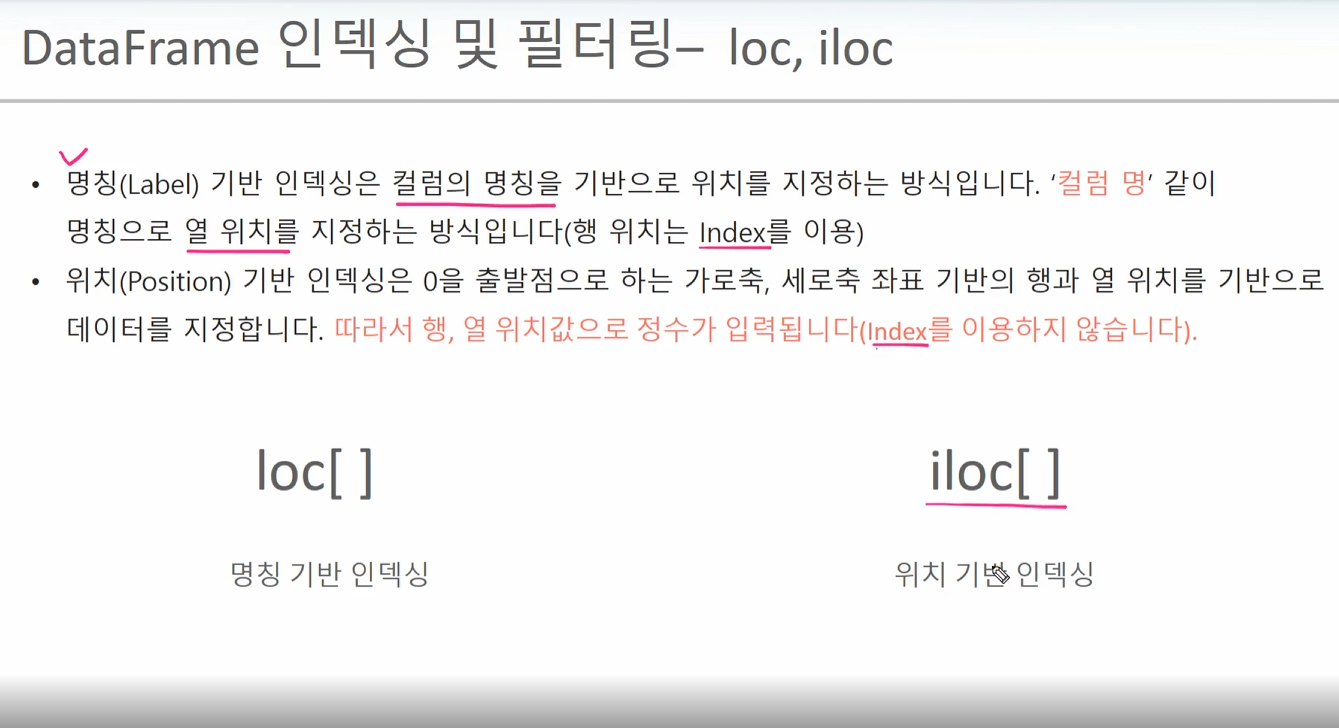 DataFrame 인덱싱 및 필터링– loc, iloc
• 명칭(Label) 기반 인덱싱은 컬럼의 명칭을 기반으로 위치를 지정하는 방식입니다. ‘컬럼 명’ 같이
명칭으로 열 위치를 지정하는 방식입니다(행 위치는 Index를 이용)
• 위치(Position) 기반 인덱싱은 0을 출발점으로 하는 가로축, 세로축 좌표 기반의 행과 열 위치를 기반으로
데이터를 지정합니다. 따라서 행, 열 위치값으로 정수가 입력됩니다(Index를 이용하지 않습니다).
loc[ ]
iloc[ ]
명칭 기반 인덱싱
위치 기반 인덱싱